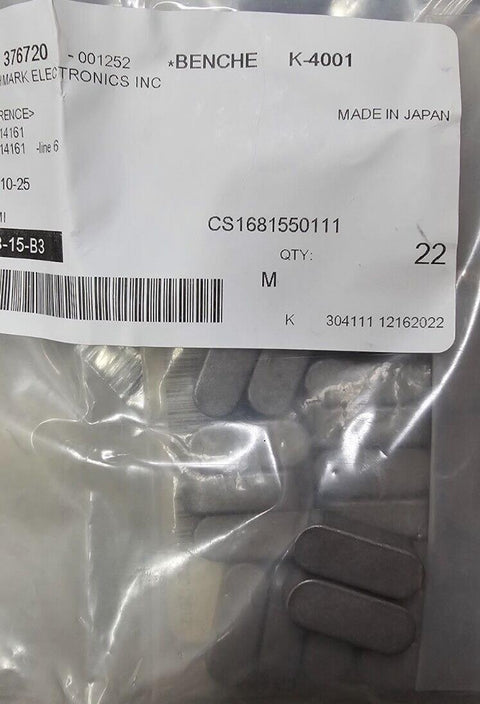 376720 - 001252 *BENCHE K-4001
MARK ELECTRONICS INC
MADE IN JAPAN
RENCE>
14161
14161 -line 6
10-25
MI
CS1681550111
-15-B3
QTY: 22
M
K 304111 12162022